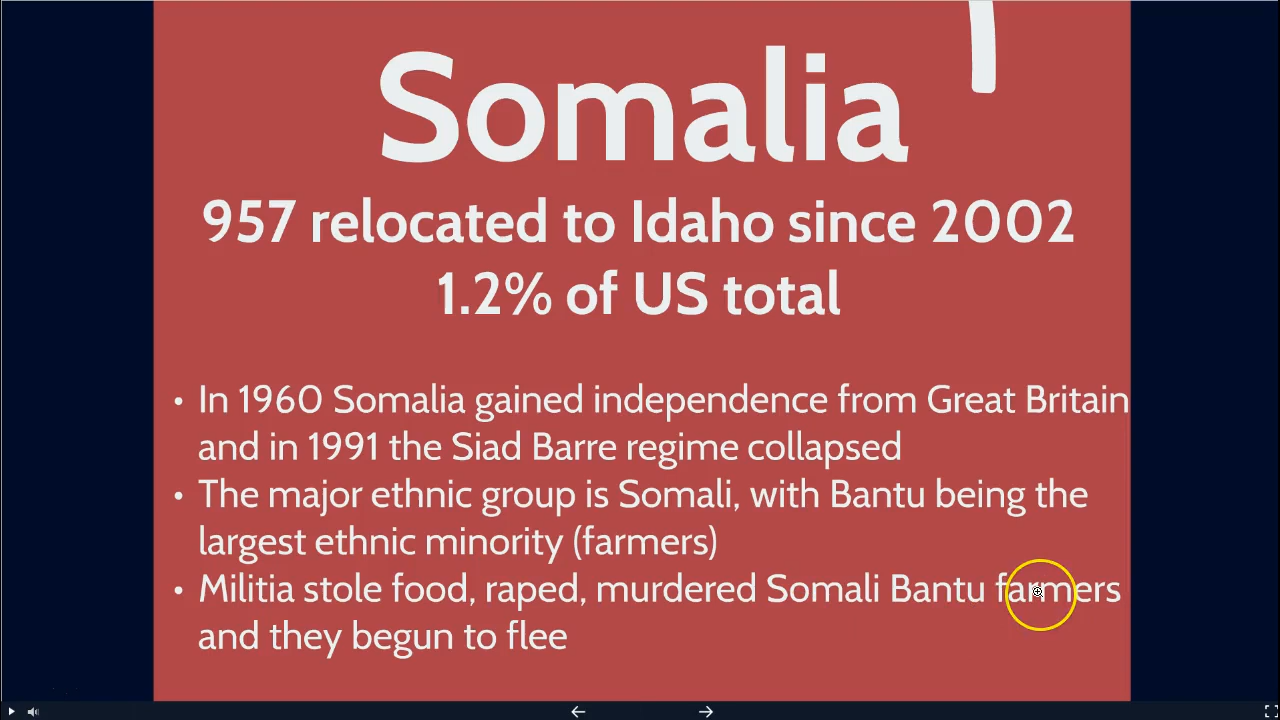 Somalia
957 relocated to Idaho since 2002
1.2% of US total
• In 1960 Somalia gained independence from Great Britain
and in 1991 the Siad Barre regime collapsed
• The major ethnic group is Somali, with Bantu being the
largest ethnic minority (farmers)
• Militia stole food, raped, murdered Somali Bantu farmers
and they begun to flee